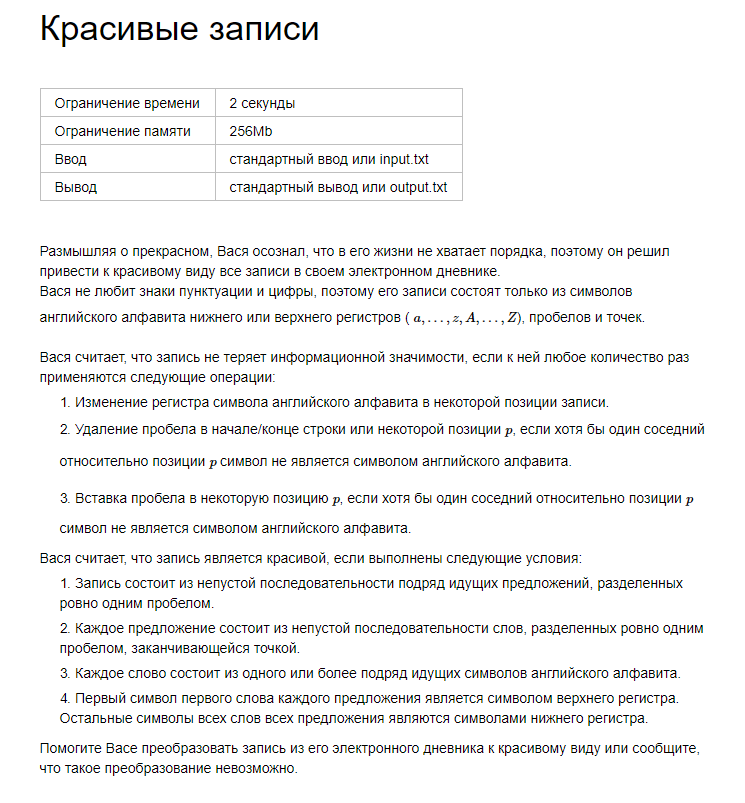 Красивые записи
Ограничение времени 2 секунды
Ограничение памяти 256Mb
Ввод стандартный ввод или input.txt
Вывод стандартный вывод или output.txt
Размышляя о прекрасном, Вася осознал, что в его жизни не хватает порядка, поэтому он решил
привести к красивому виду все записи в своем электронном дневнике.
Вася не любит знаки пунктуации и цифры, поэтому его записи состоят только из символов
английского алфавита нижнего или верхнего регистров ( a, . . . , z, A, . . . , Z), пробелов и точек.
Вася считает, что запись не теряет информационной значимости, если к ней любое количество раз
применяются следующие операции:
1. Изменение регистра символа английского алфавита в некоторой позиции записи.
2. Удаление пробела в начале/конце строки или некоторой позиции p, если хотя бы один соседний
относительно позиции p символ не является символом английского алфавита.
3. Вставка пробела в некоторую позицию p, если хотя бы один соседний относительно позиции p
символ не является символом английского алфавита.
Вася считает, что запись является красивой, если выполнены следующие условия:
1. Запись состоит из непустой последовательности подряд идущих предложений, разделенных
ровно одним пробелом.
2. Каждое предложение состоит из непустой последовательности слов, разделенных ровно одним
пробелом, заканчивающейся точкой.
3. Каждое слово состоит из одного или более подряд идущих символов английского алфавита.
4. Первый символ первого слова каждого предложения является символом верхнего регистра.
Остальные символы всех слов всех предложения являются символами нижнего регистра.
Помогите Васе преобразовать запись из его электронного дневника к красивому виду или сообщите,
что такое преобразование невозможно.